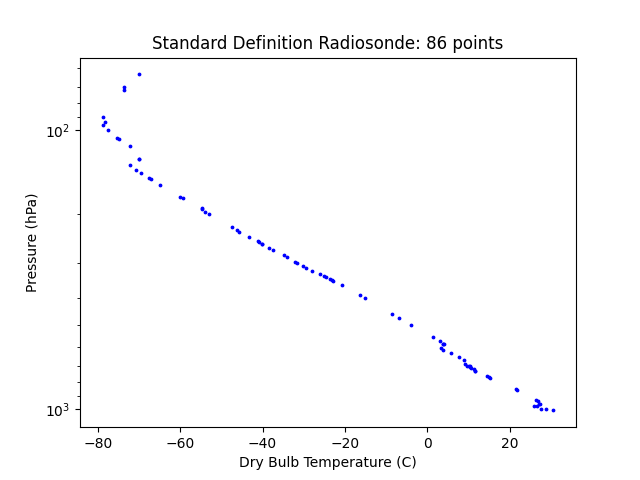 Standard Definition Radiosonde: 86 points
Pressure (hPa)
10²
10³
−80 −60 −40 −20 0 20
Dry Bulb Temperature (C)